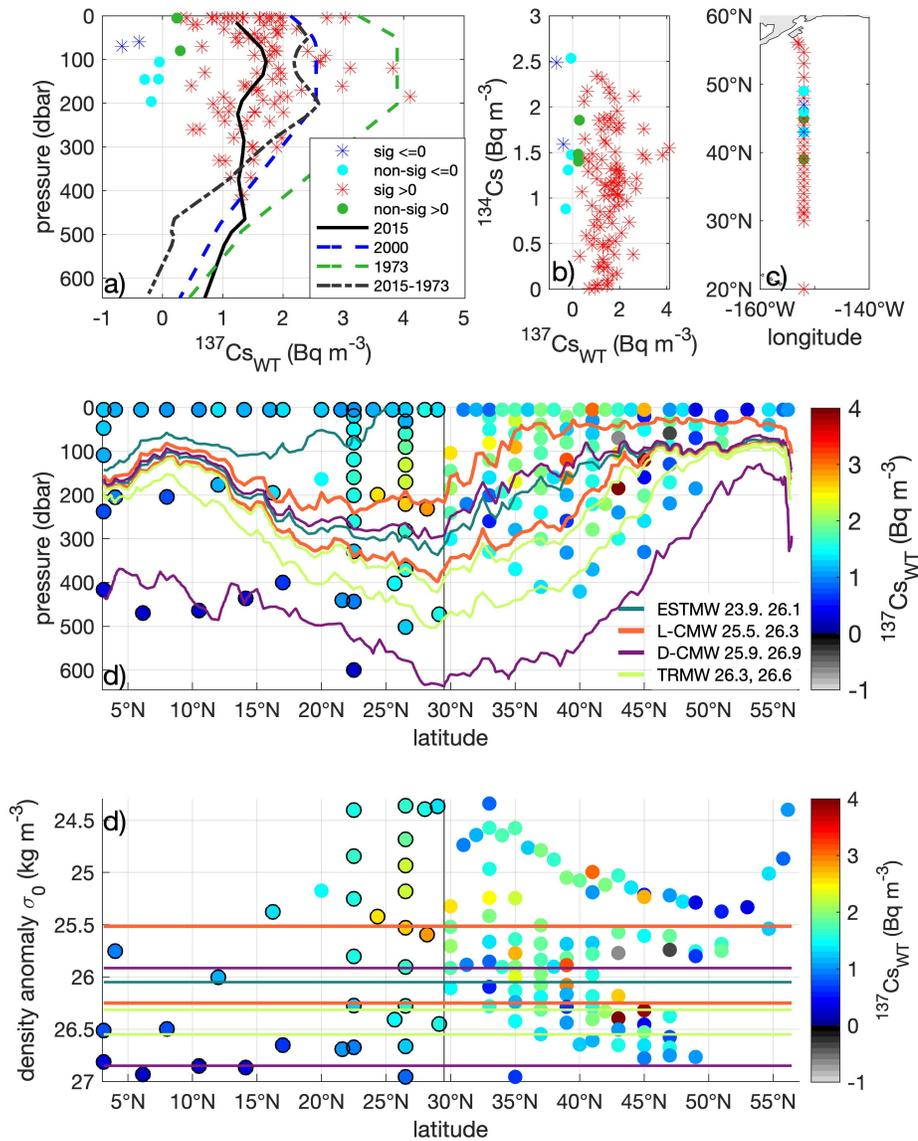 0
100
200
300
400
500
600
pressure (dbar)
a)
sig <=0
non-sig <=0
sig >0
non-sig >0
2015
2000
1973
2015-1973
-1 0 1 2 3 4 5
137CsWT (Bq m-3)
3
2.5
2
1.5
1
0.5
0
134Cs (Bq m-3)
b)
0 2 4
137CsWT (Bq m-3)
60°N
50°N
40°N
30°N
20°N
c)
-160°W -140°W
longitude
0
100
200
300
400
500
600
pressure (dbar)
d)
ESTMW 23.9. 26.1
L-CMW 25.5. 26.3
D-CMW 25.9. 26.9
TRMW 26.3, 26.6
5°N 10°N 15°N 20°N 25°N 30°N 35°N 40°N 45°N 50°N 55°N
latitude
4
3
2
1
0
-1
137CsWT (Bq m-3)
d)
24.5
25
25.5
26
26.5
27
density anomaly σ0 (kg m-3)
5°N 10°N 15°N 20°N 25°N 30°N 35°N 40°N 45°N 50°N 55°N
latitude
4
3
2
1
0
-1
137CsWT (Bq m-3)